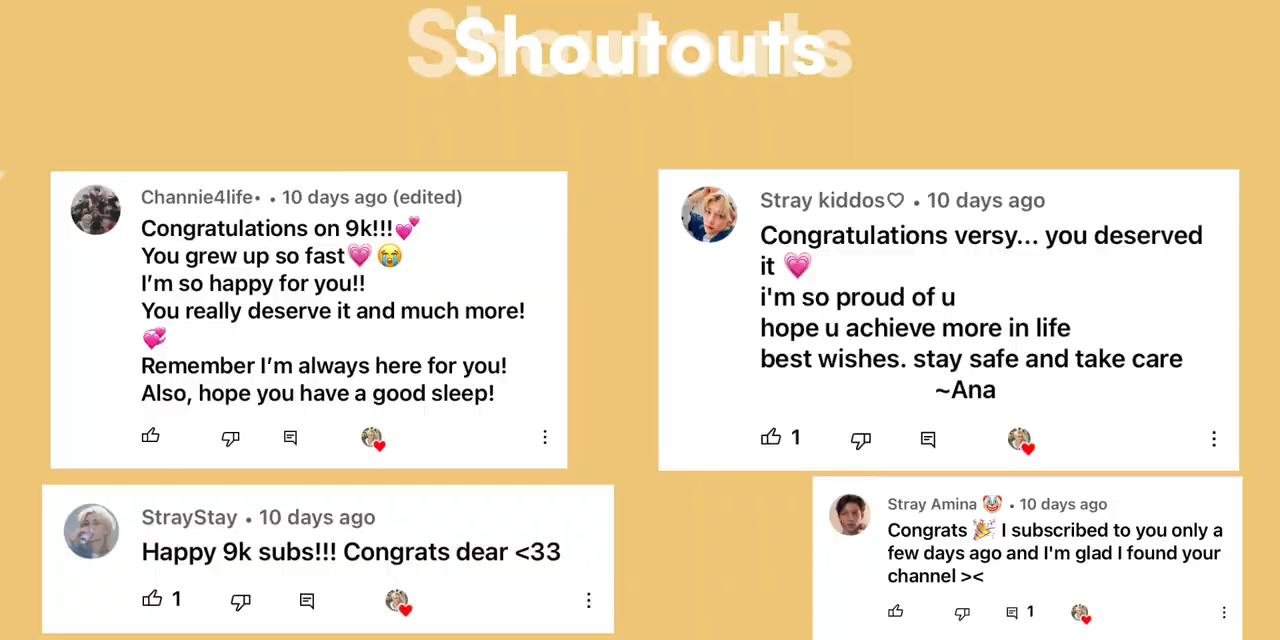 Shoutouts
Channie4life• • 10 days ago (edited)
Congratulations on 9k!!!💕
You grew up so fast💗😭
I’m so happy for you!!
You really deserve it and much more!
💞
Remember I’m always here for you!
Also, hope you have a good sleep!
Stray kiddos♡ • 10 days ago
Congratulations versy... you deserved
it 💗
i'm so proud of u
hope u achieve more in life
best wishes. stay safe and take care
~Ana
1
StrayStay • 10 days ago
Happy 9k subs!!! Congrats dear <33
1
Stray Amina 🤡 • 10 days ago
Congrats 🎉 I subscribed to you only a
few days ago and I'm glad I found your
channel ><
1